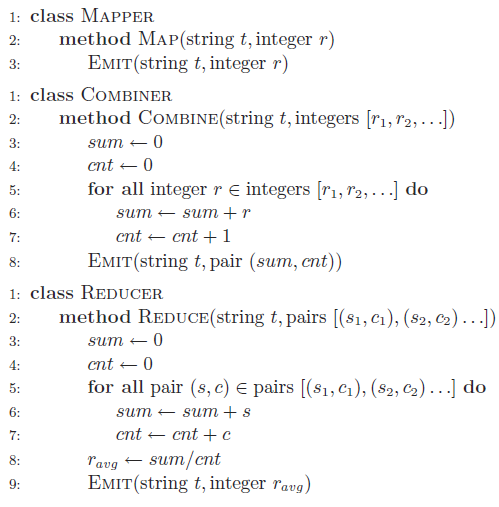 1: class Mapper
2: method Map(string t, integer r)
3: Emit(string t, integer r)
1: class Combiner
2: method Combine(string t, integers [r₁, r₂, . . .])
3: sum ← 0
4: cnt ← 0
5: for all integer r ∈ integers [r₁, r₂, . . .] do
6: sum ← sum + r
7: cnt ← cnt + 1
8: Emit(string t, pair (sum, cnt))
1: class Reducer
2: method Reduce(string t, pairs [(s₁, c₁), (s₂, c₂) . . .])
3: sum ← 0
4: cnt ← 0
5: for all pair (s, c) ∈ pairs [(s₁, c₁), (s₂, c₂) . . .] do
6: sum ← sum + s
7: cnt ← cnt + c
8: r_avg ← sum/cnt
9: Emit(string t, integer r_avg)